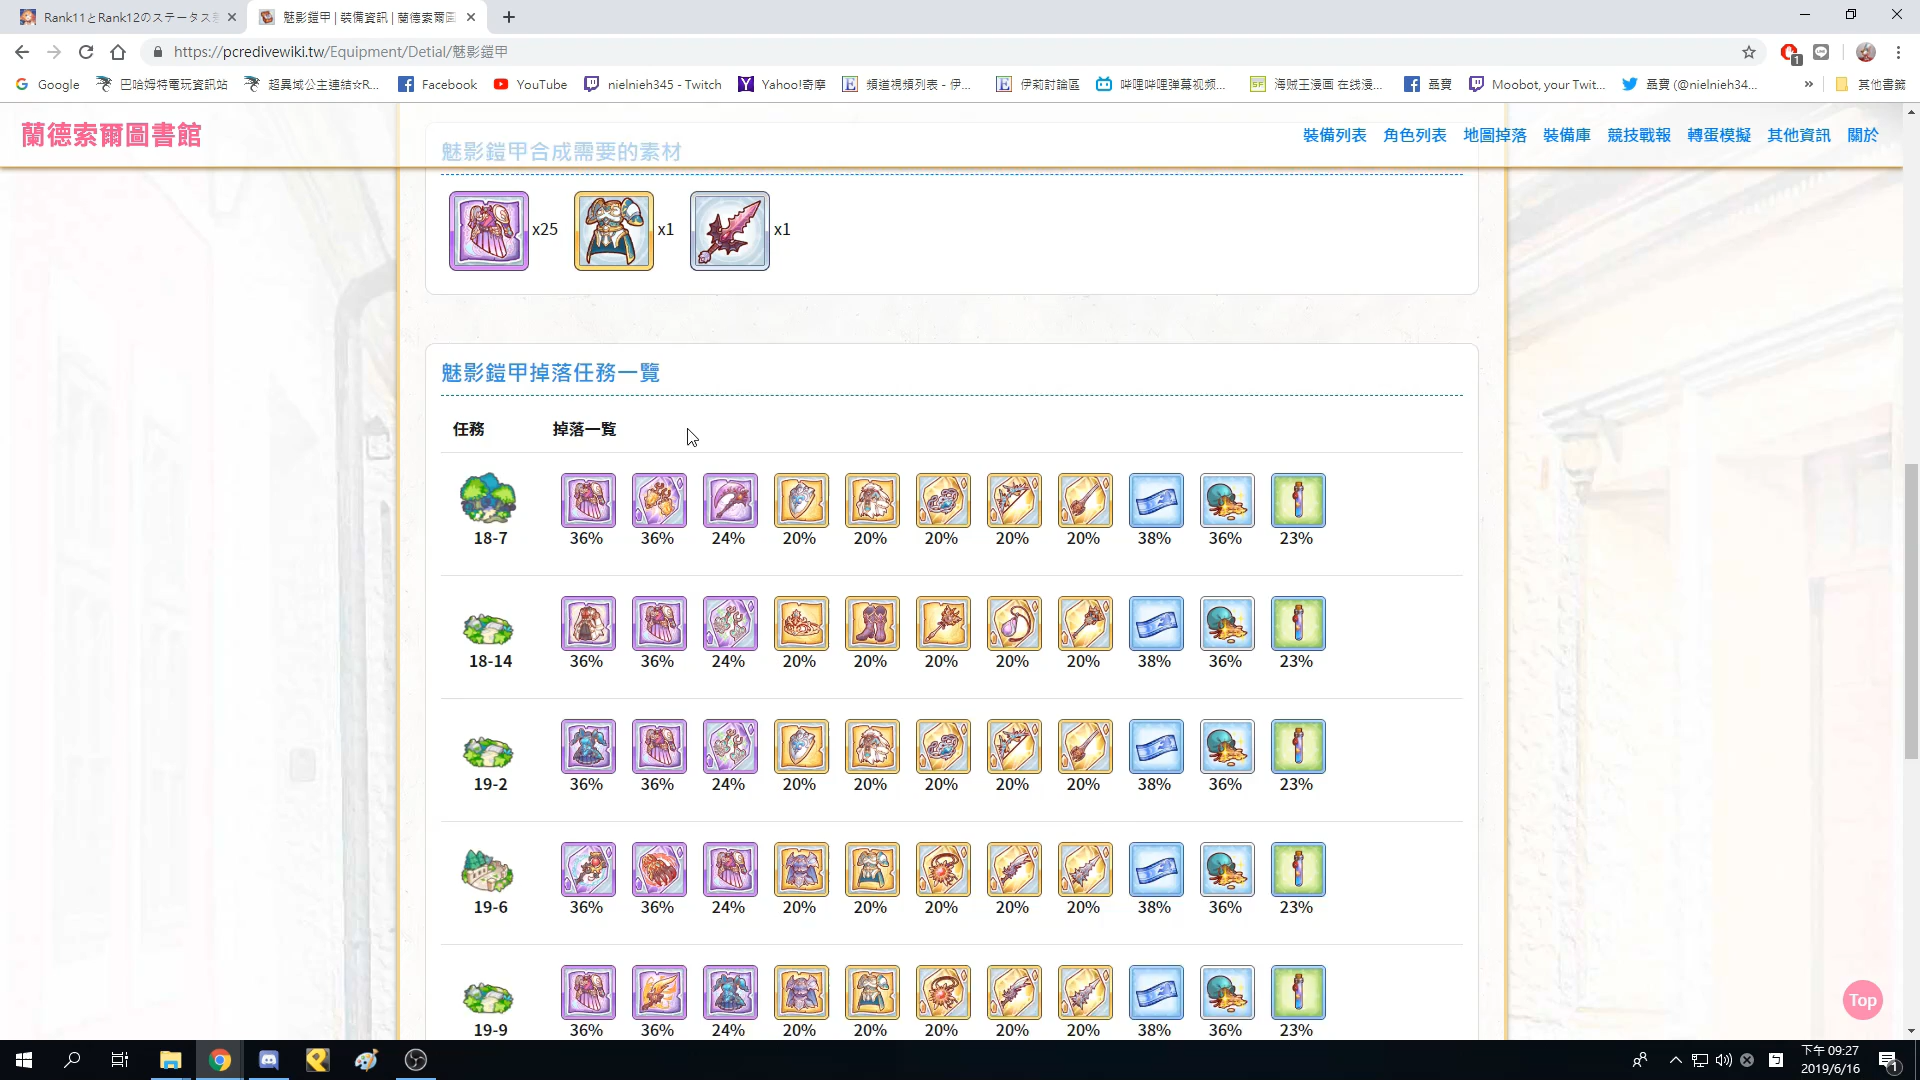 Rank11とRank12のステータス
魅影鎧甲 | 裝備資訊 | 蘭德索爾圖
https://pcredivewiki.tw/Equipment/Detial/魅影鎧甲
1
Google 巴哈姆特電玩資訊站 超異域公主連結☆R... Facebook YouTube nielnieh345 - Twitch Yahoo!奇摩 頻道視頻列表 - 伊... 伊莉討論區 哔哩哔哩弹幕视频... 海贼王漫画 在线漫... 聶寶 Moobot, your Twit... 聶寶 (@nielnieh34... » 其他書籤
蘭德索爾圖書館
裝備列表 角色列表 地圖掉落 裝備庫 競技戰報 轉蛋模擬 其他資訊 關於
魅影鎧甲合成需要的素材
x25 x1 x1
魅影鎧甲掉落任務一覽
任務 掉落一覧
18-7 36% 36% 24% 20% 20% 20% 20% 20% 38% 36% 23%
18-14 36% 36% 24% 20% 20% 20% 20% 20% 38% 36% 23%
19-2 36% 36% 24% 20% 20% 20% 20% 20% 38% 36% 23%
19-6 36% 36% 24% 20% 20% 20% 20% 20% 38% 36% 23%
19-9 36% 36% 24% 20% 20% 20% 20% 20% 38% 36% 23%
Top
下午 09:27
2019/6/16
1